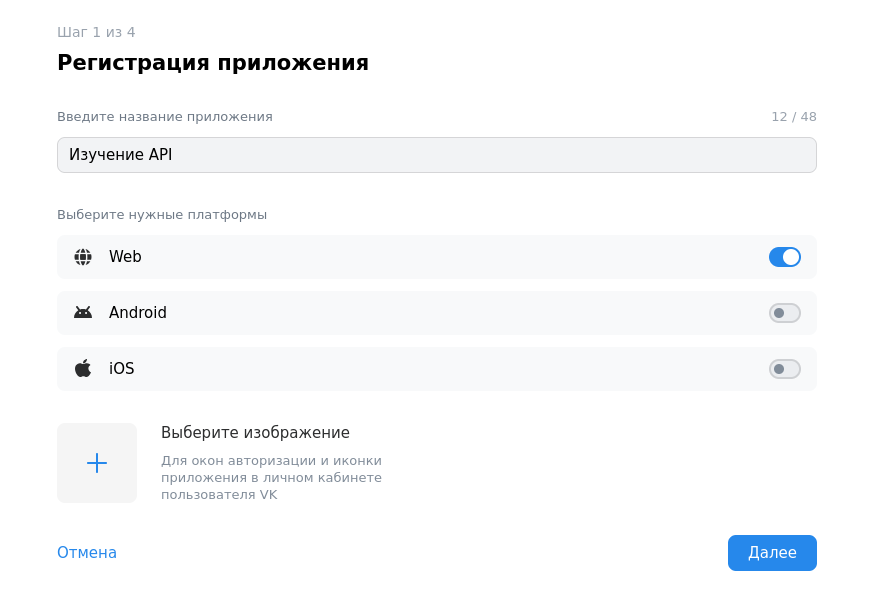 Шаг 1 из 4
Регистрация приложения
Введите название приложения
12 / 48
Изучение API
Выберите нужные платформы
Web
Android
iOS
Выберите изображение
Для окон авторизации и иконки
приложения в личном кабинете
пользователя VK
Отмена
Далее